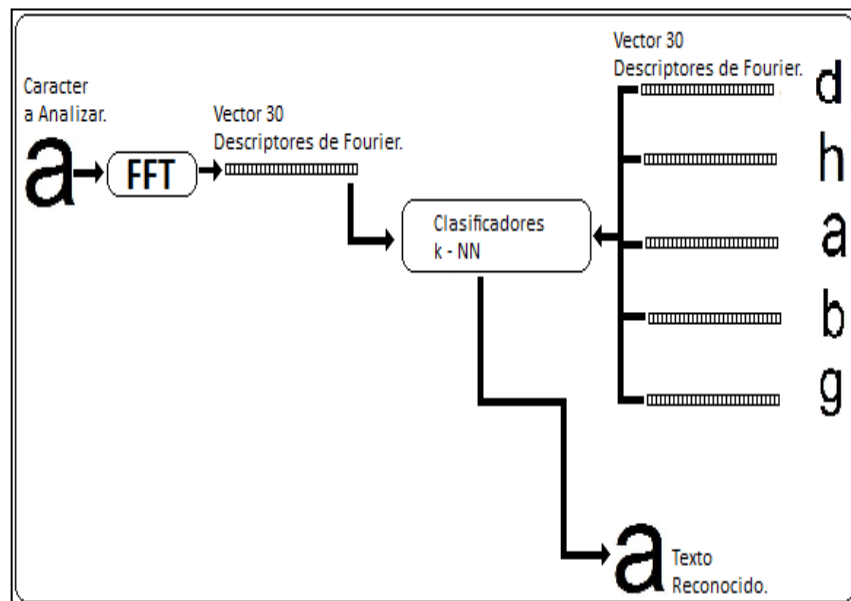 Caracter
a Analizar.
a
FFT
Vector 30
Descriptores de Fourier.
Clasificadores
k - NN
Vector 30
Descriptores de Fourier.
d
h
a
b
g
a
Texto
Reconocido.